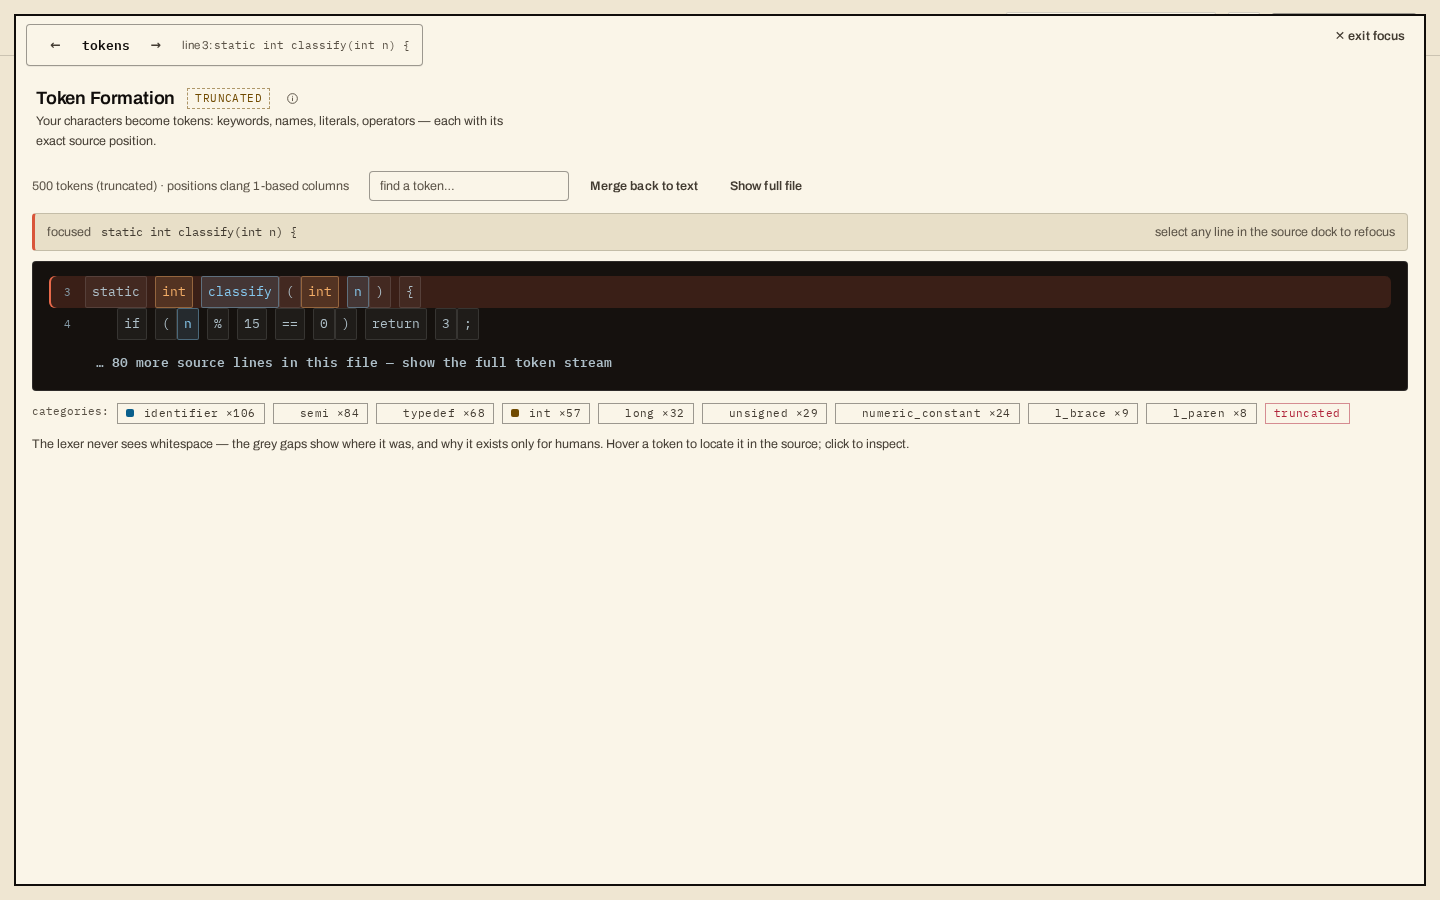 ← tokens → line 3: static int classify(int n) {
✕ exit focus
Token Formation TRUNCATED
Your characters become tokens: keywords, names, literals, operators — each with its
exact source position.
500 tokens (truncated) · positions clang 1-based columns find a token... Merge back to text Show full file
focused static int classify(int n) { select any line in the source dock to refocus
3 static int classify ( int n ) {
4 if ( n % 15 == 0 ) return 3 ;
… 80 more source lines in this file — show the full token stream
categories: identifier ×106 semi ×84 typedef ×68 int ×57 long ×32 unsigned ×29 numeric_constant ×24 l_brace ×9 l_paren ×8 truncated
The lexer never sees whitespace — the grey gaps show where it was, and why it exists only for humans. Hover a token to locate it in the source; click to inspect.